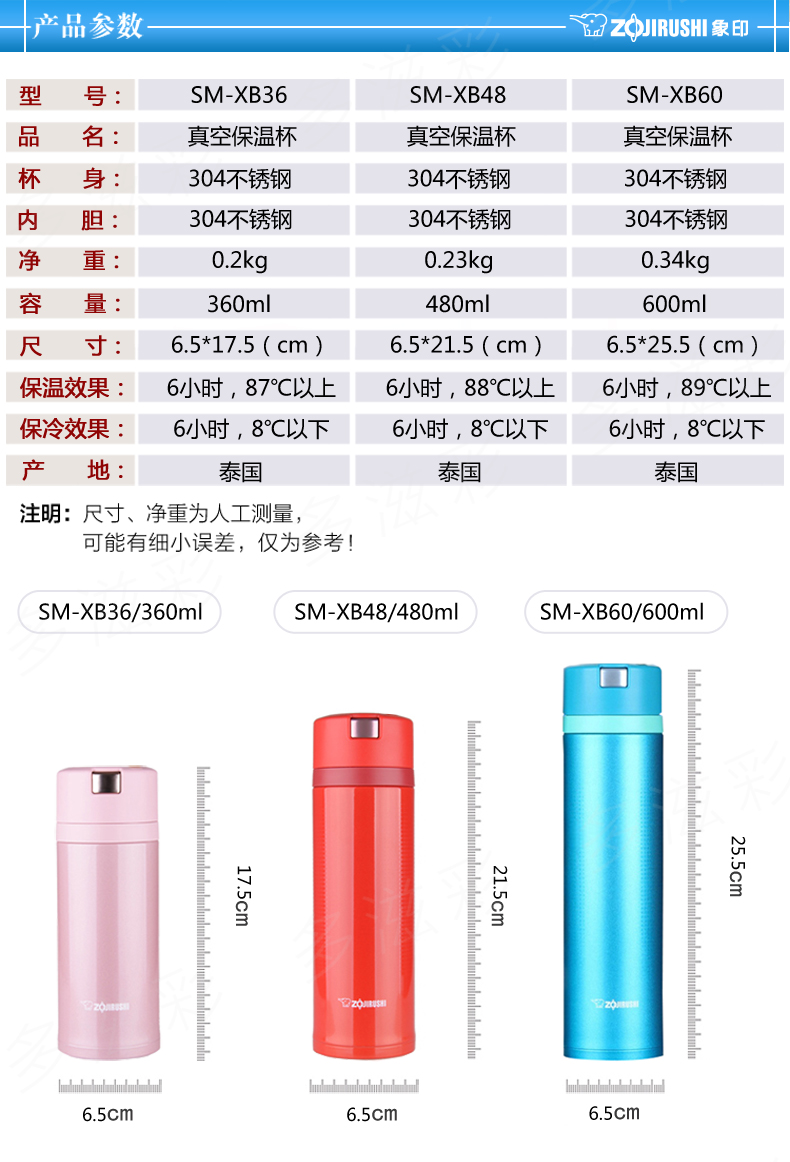 产品参数
ZOJIRUSHI 象印
型 号： SM-XB36 SM-XB48 SM-XB60
品 名： 真空保温杯 真空保温杯 真空保温杯
杯 身： 304不锈钢 304不锈钢 304不锈钢
内 胆： 304不锈钢 304不锈钢 304不锈钢
净 重： 0.2kg 0.23kg 0.34kg
容 量： 360ml 480ml 600ml
尺 寸： 6.5*17.5（cm） 6.5*21.5（cm） 6.5*25.5（cm）
保温效果： 6小时，87℃以上 6小时，88℃以上 6小时，89℃以上
保冷效果： 6小时，8℃以下 6小时，8℃以下 6小时，8℃以下
产 地： 泰国 泰国 泰国
注明：尺寸、净重为人工测量，
可能有细小误差，仅为参考！
SM-XB36/360ml SM-XB48/480ml SM-XB60/600ml
17.5cm
21.5cm
25.5cm
ZOJIRUSHI
ZOJIRUSHI
ZOJIRUSHI
6.5cm 6.5cm 6.5cm
多滋彩